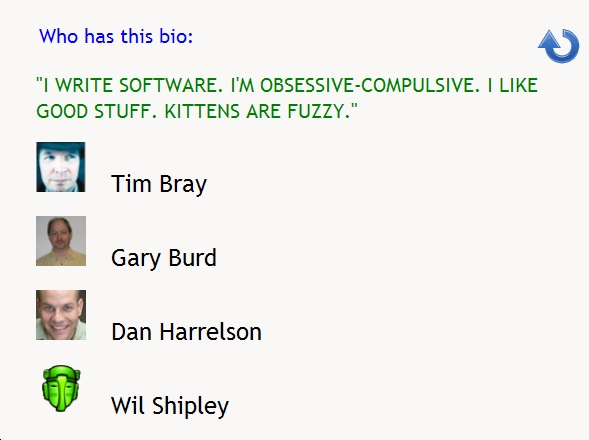 Who has this bio:
"I WRITE SOFTWARE. I'M OBSESSIVE-COMPULSIVE. I LIKE
GOOD STUFF. KITTENS ARE FUZZY."
Tim Bray
Gary Burd
Dan Harrelson
Wil Shipley